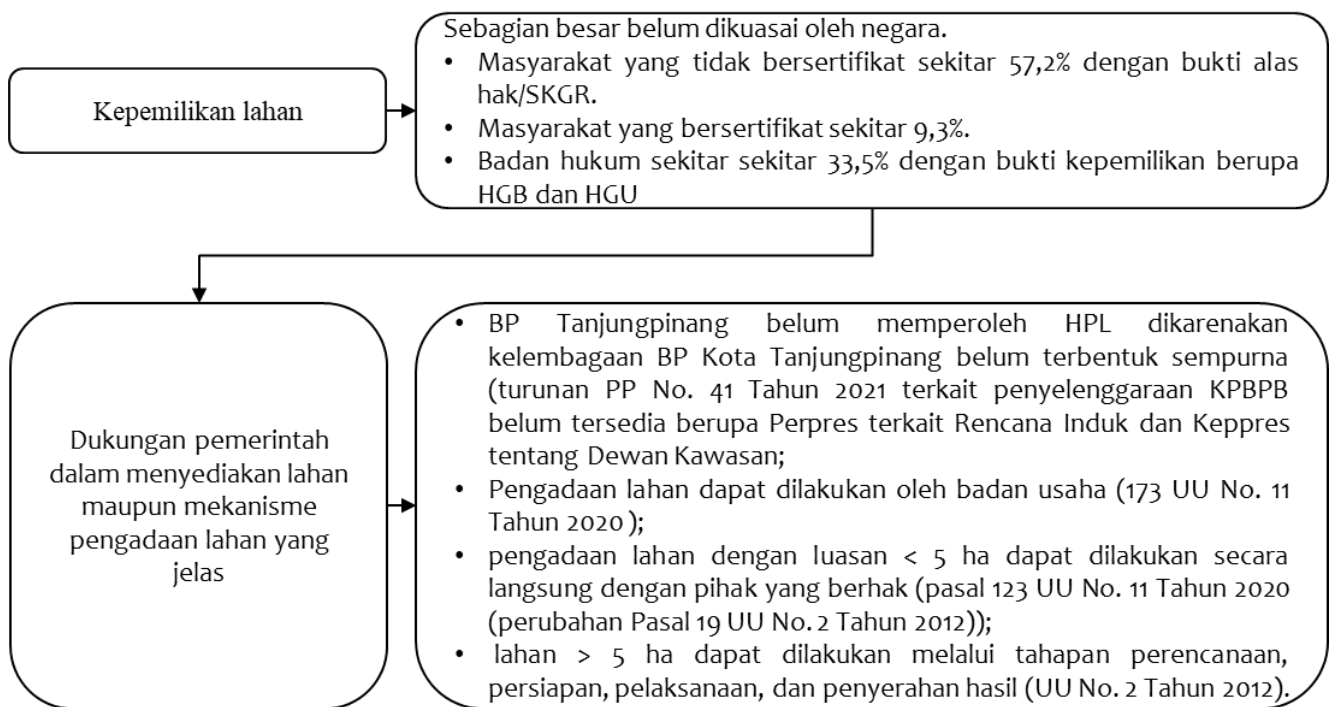 Kepemilikan lahan
Sebagian besar belum dikuasai oleh negara.
• Masyarakat yang tidak bersertifikat sekitar 57,2% dengan bukti alas
hak/SKGR.
• Masyarakat yang bersertifikat sekitar 9,3%.
• Badan hukum sekitar sekitar 33,5% dengan bukti kepemilikan berupa
HGB dan HGU
Dukungan pemerintah
dalam menyediakan lahan
maupun mekanisme
pengadaan lahan yang
jelas
• BP Tanjungpinang belum memperoleh HPL dikarenakan
kelembagaan BP Kota Tanjungpinang belum terbentuk sempurna
(turunan PP No. 41 Tahun 2021 terkait penyelenggaraan KPBPB
belum tersedia berupa Perpres terkait Rencana Induk dan Keppres
tentang Dewan Kawasan;
• Pengadaan lahan dapat dilakukan oleh badan usaha (173 UU No. 11
Tahun 2020 );
• pengadaan lahan dengan luasan < 5 ha dapat dilakukan secara
langsung dengan pihak yang berhak (pasal 123 UU No. 11 Tahun 2020
(perubahan Pasal 19 UU No. 2 Tahun 2012));
• lahan > 5 ha dapat dilakukan melalui tahapan perencanaan,
persiapan, pelaksanaan, dan penyerahan hasil (UU No. 2 Tahun 2012).